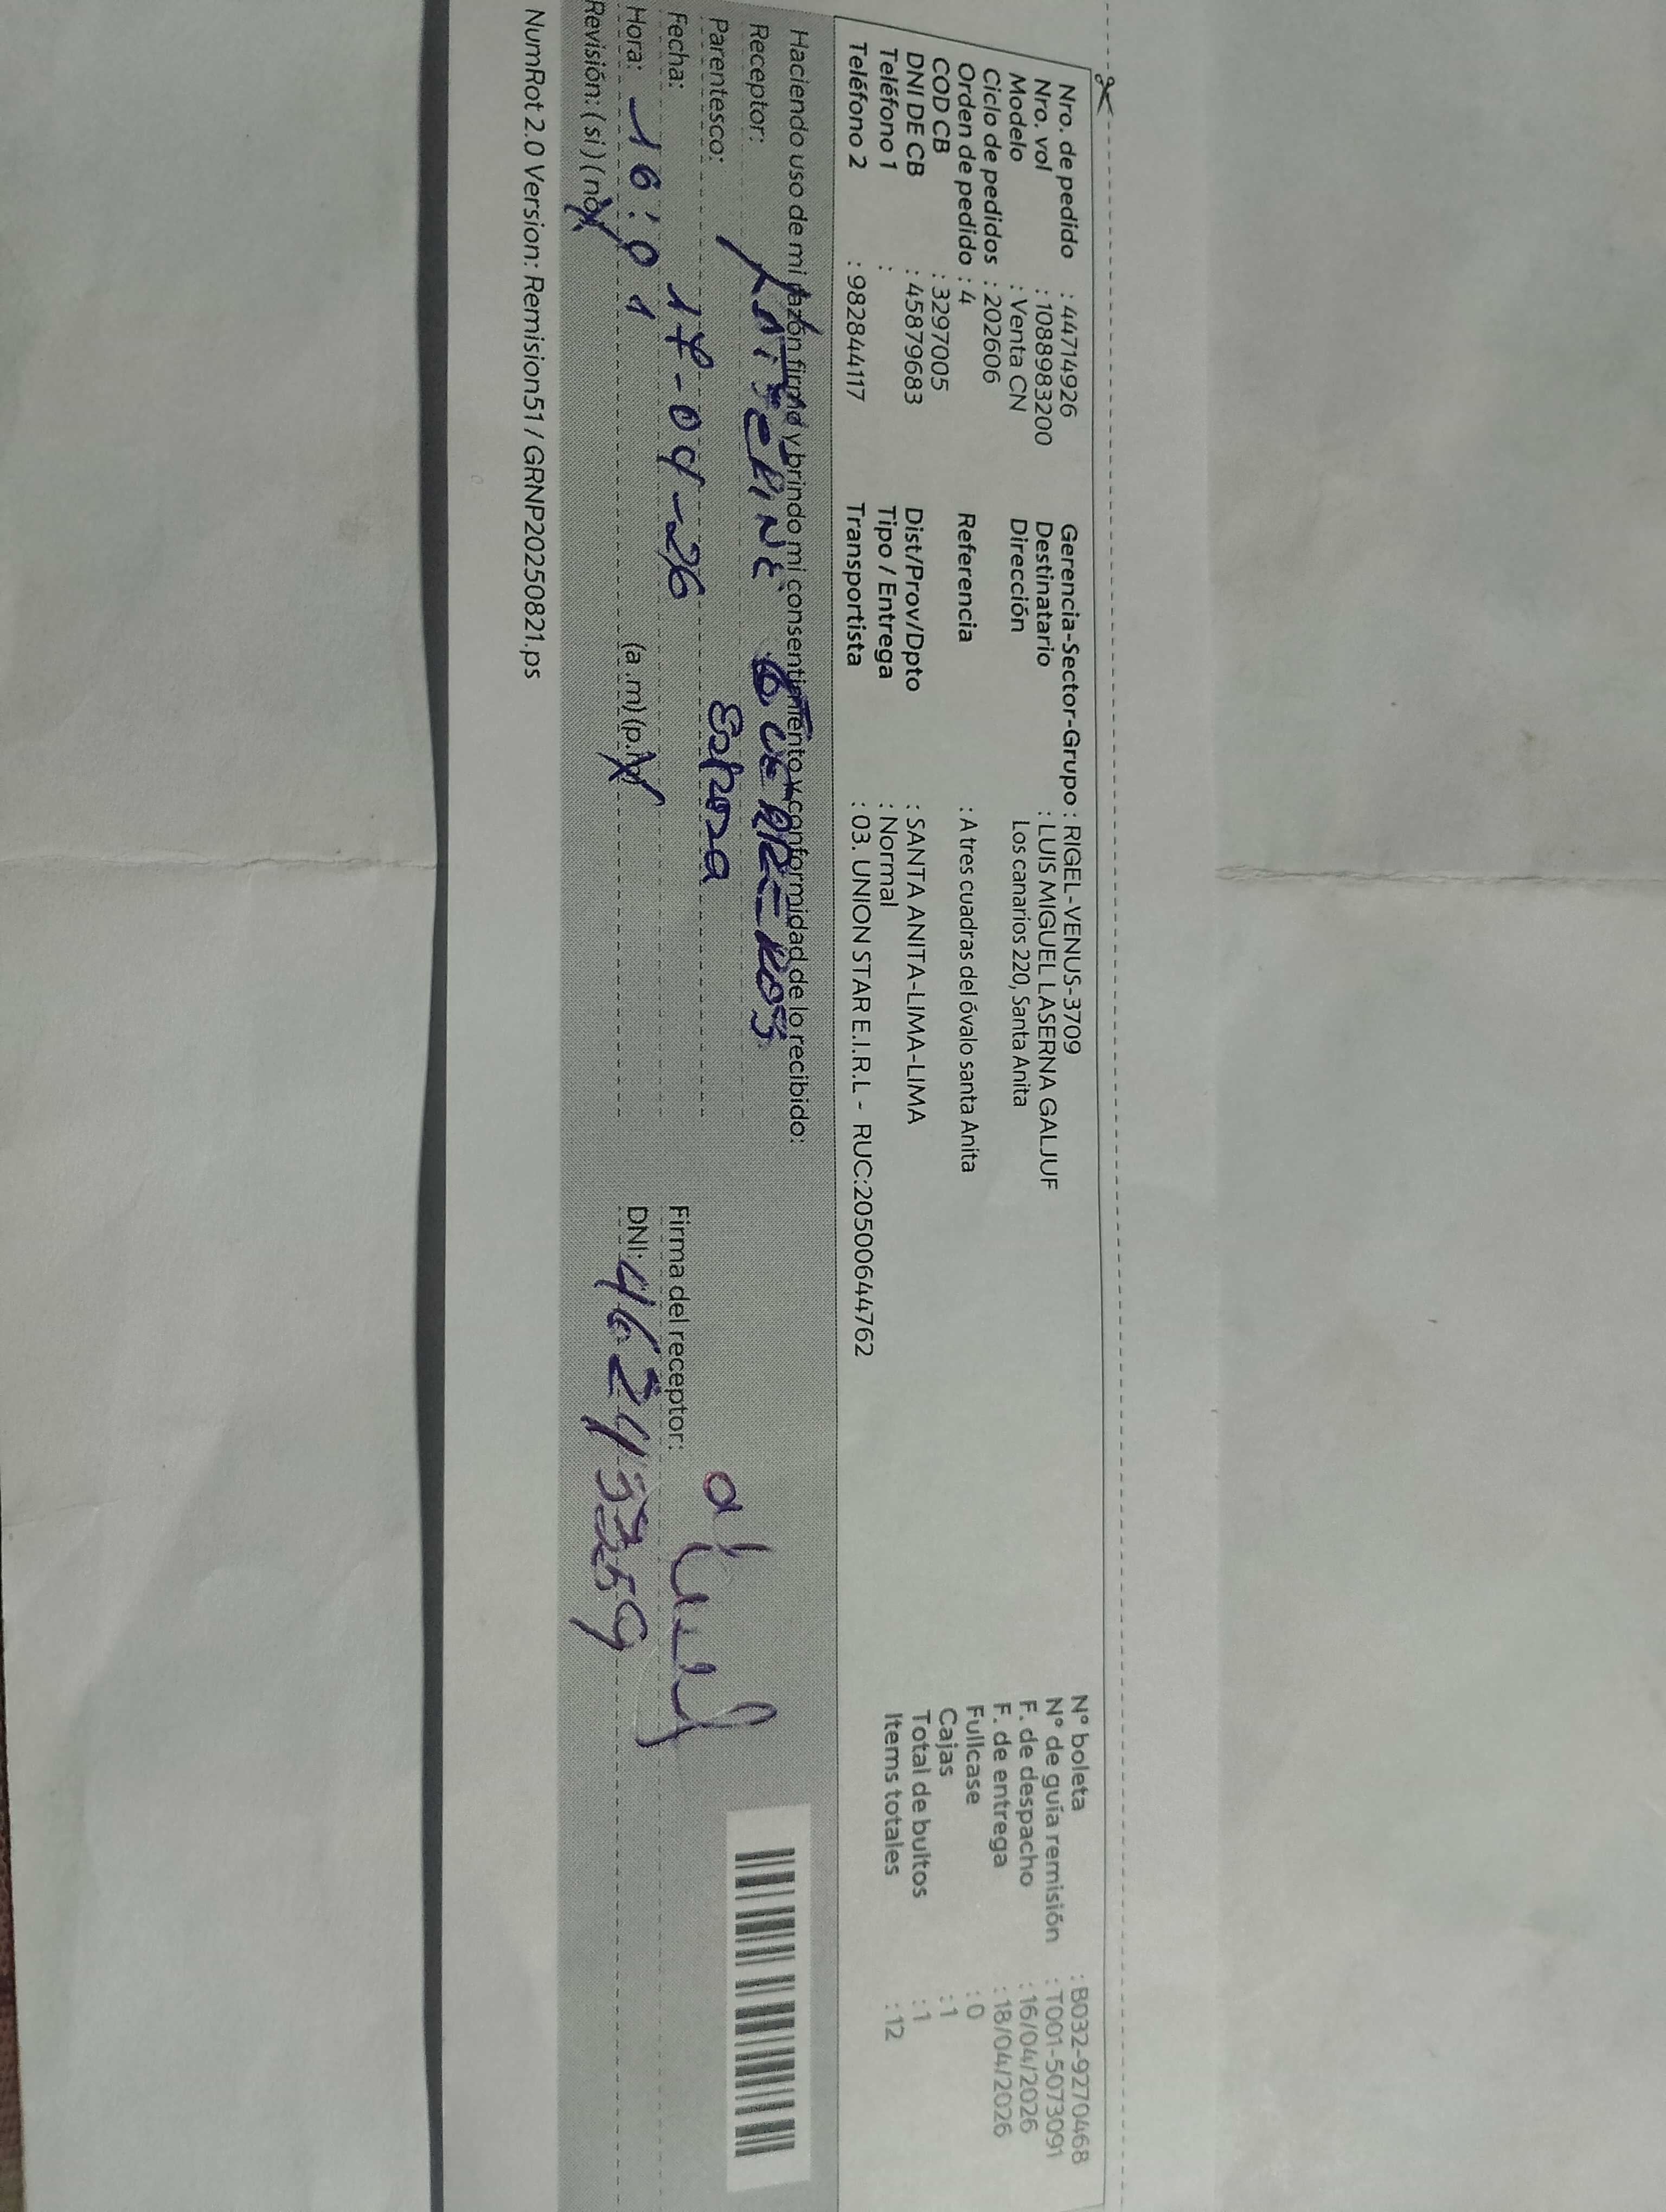 Nro. de pedido : 44714926
Nro. vol : 1088983200
Modelo : Venta CN
Ciclo de pedidos : 202606
Orden de pedido : 4
COD CB : 3297005
DNI DE CB : 45879683
Teléfono 1 :
Teléfono 2 : 982844117
Gerencia-Sector-Grupo : RIGEL-VENUS-3709
Destinatario : LUIS MIGUEL LASERNA GALJUF
Dirección Los canarios 220, Santa Anita
Referencia : A tres cuadras del óvalo santa Anita
Dist/Prov/Dpto : SANTA ANITA-LIMA-LIMA
Tipo / Entrega : Normal
Transportista : 03. UNION STAR E.I.R.L - RUC:20500644762
N° boleta : B032-9270468
N° de guía remisión : T001-5073091
F. de despacho : 16/04/2026
F. de entrega : 18/04/2026
Fullcase : 0
Cajas : 1
Total de bultos : 1
Items totales : 12
Haciendo uso de mi razón firmo y brindo mi consentimiento y conformidad de lo recibido:
Receptor:
Parentesco: Esposa
Fecha: 17-04-26
Hora: 16:01 (a.m) (p.m)
Revisión: (si) (no)
Firma del receptor:
DNI:
NumRot 2.0 Version: Remision51 / GRNP20250821.ps